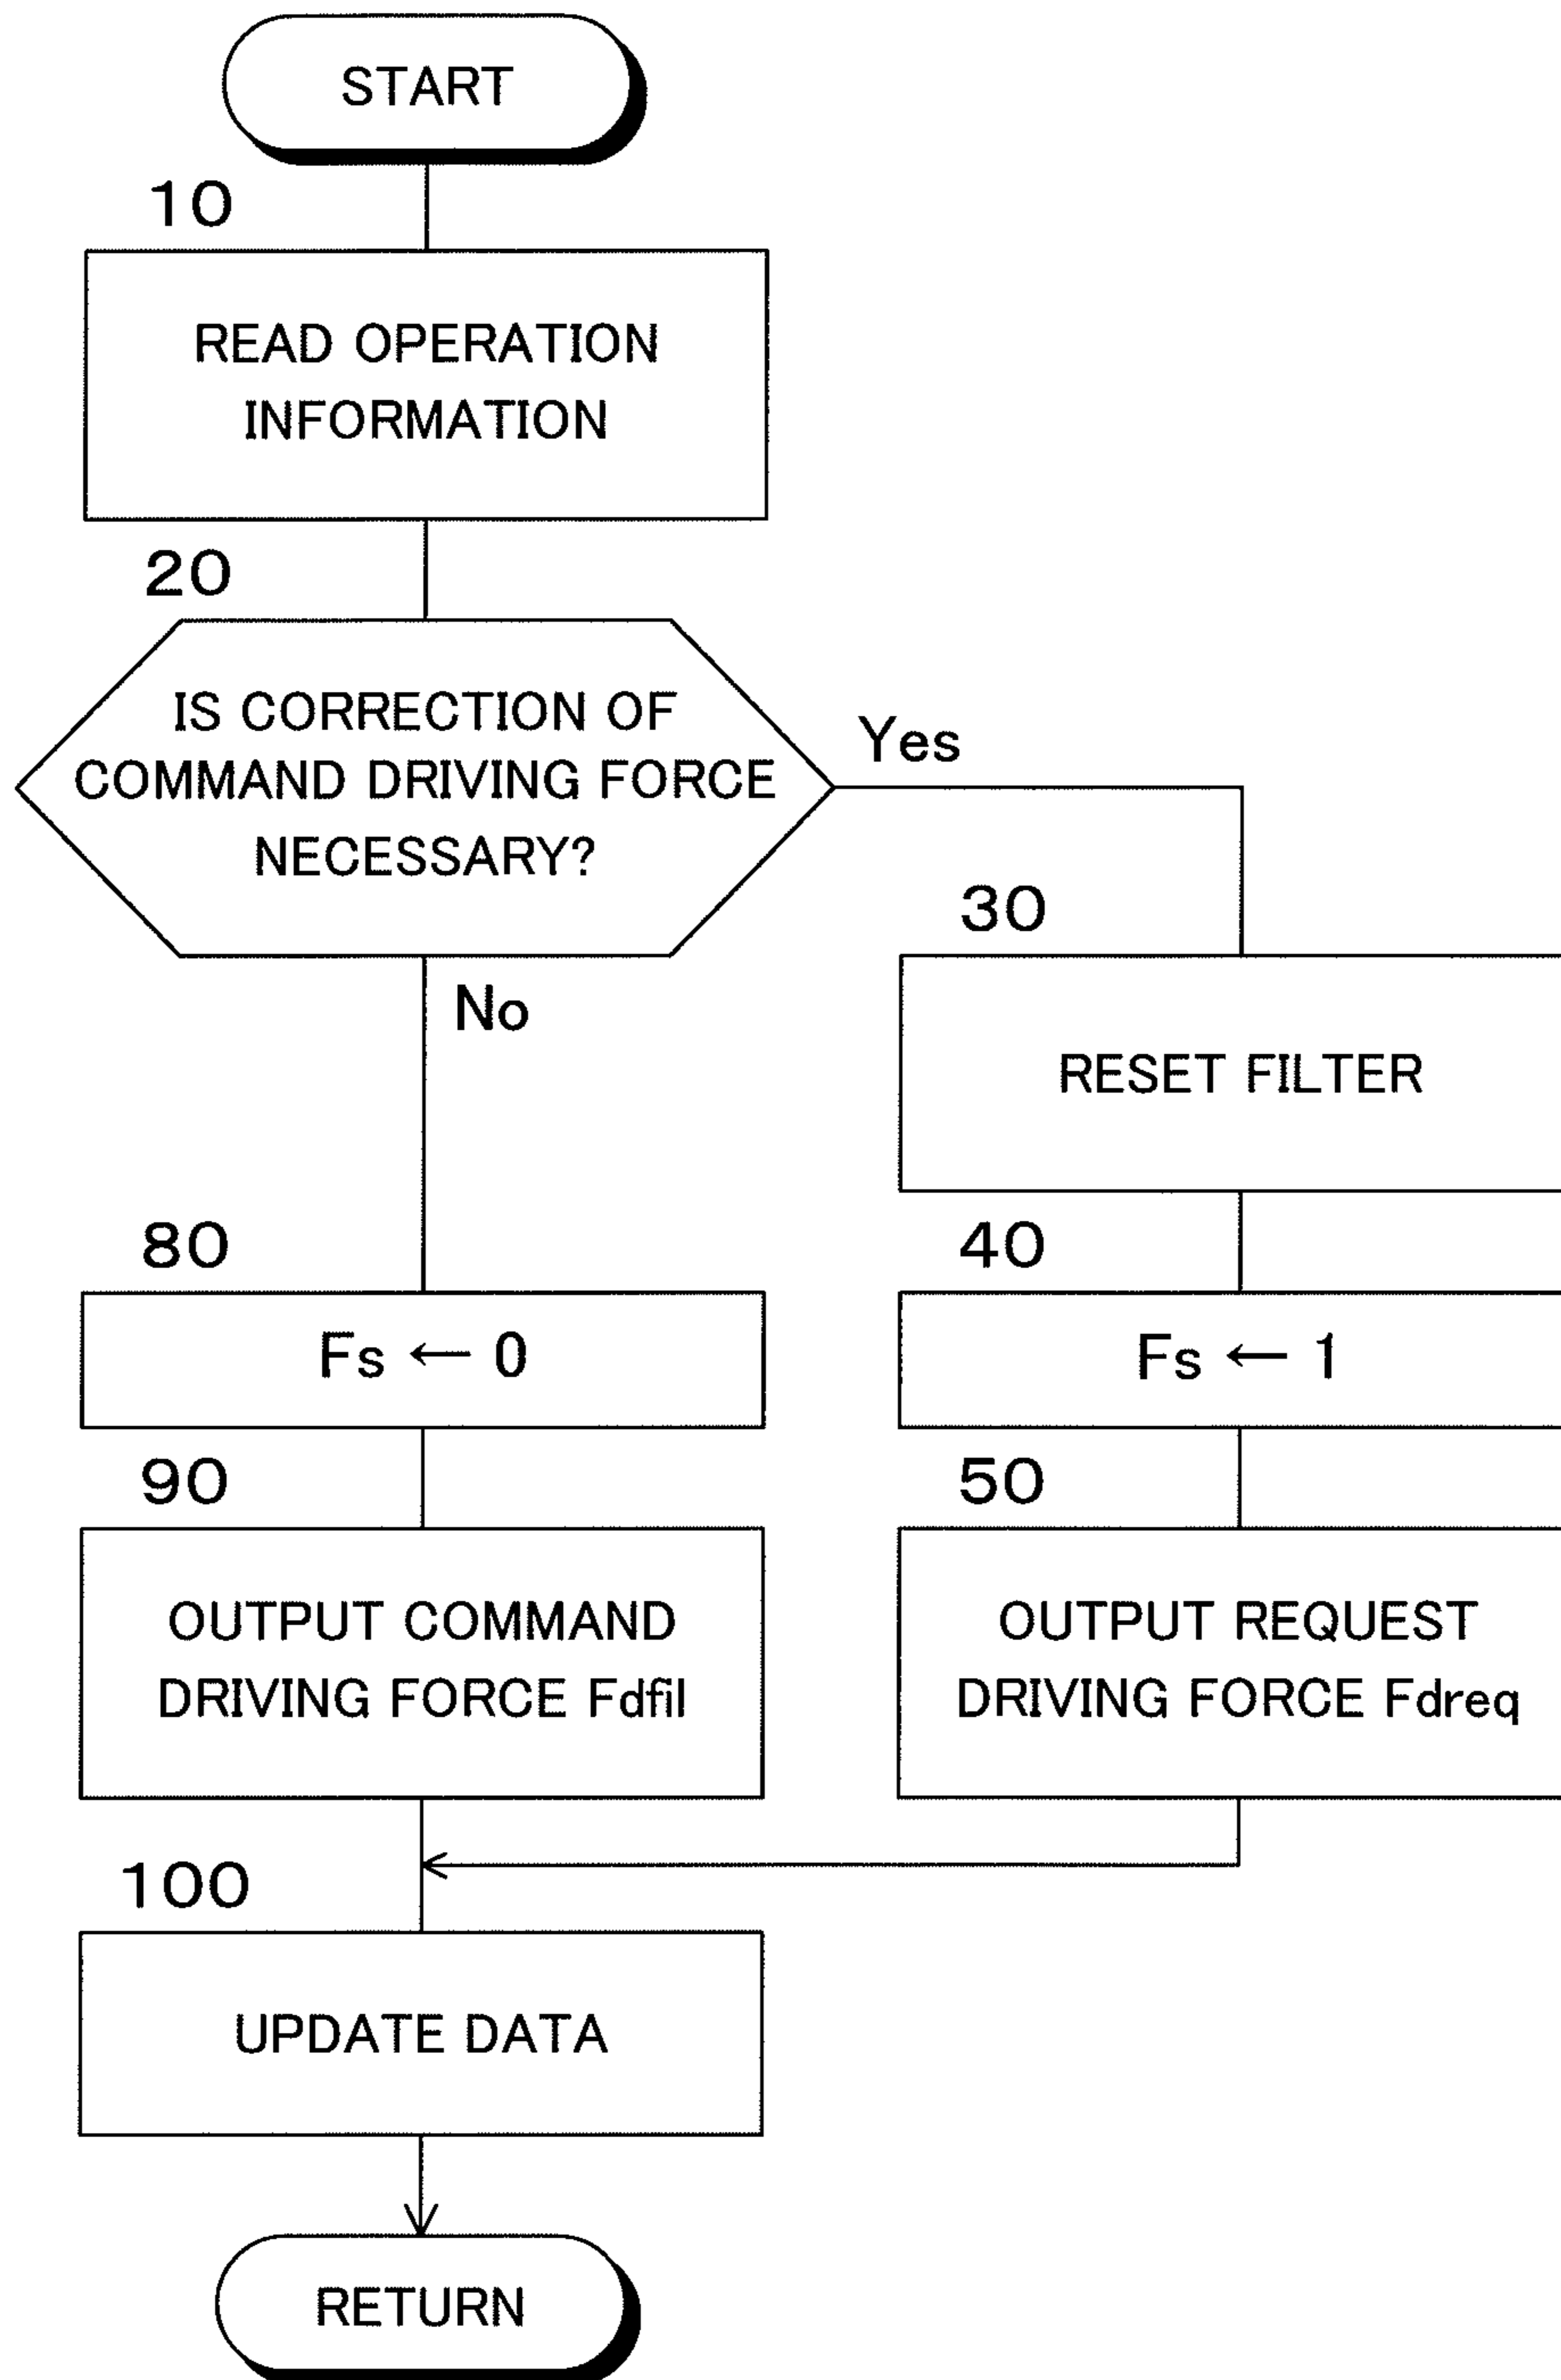 START
10
READ OPERATION
INFORMATION
20
IS CORRECTION OF
COMMAND DRIVING FORCE
NECESSARY?
Yes
No
30
RESET FILTER
80
Fs ← 0
40
Fs ← 1
90
OUTPUT COMMAND
DRIVING FORCE Fdfil
50
OUTPUT REQUEST
DRIVING FORCE Fdreq
100
UPDATE DATA
RETURN